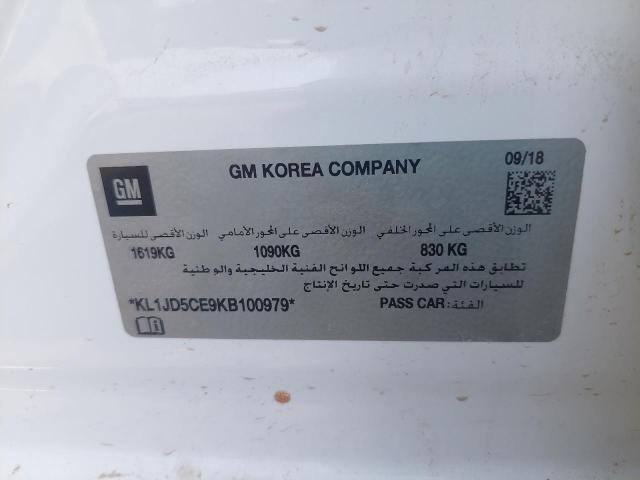 GM
GM KOREA COMPANY
09/18
الوزن الأقصى على المحور الخلفي الوزن الأقصى على المحور الأمامي الوزن الأقصى للسيارة
830 KG 1090KG 1619KG
تطابق هذه المركبة جميع اللوائح الفنية الخليجية والوطنية
للسيارات التي صدرت حتى تاريخ الإنتاج
الفئة: PASS CAR
*KL1JD5CE9KB100979*